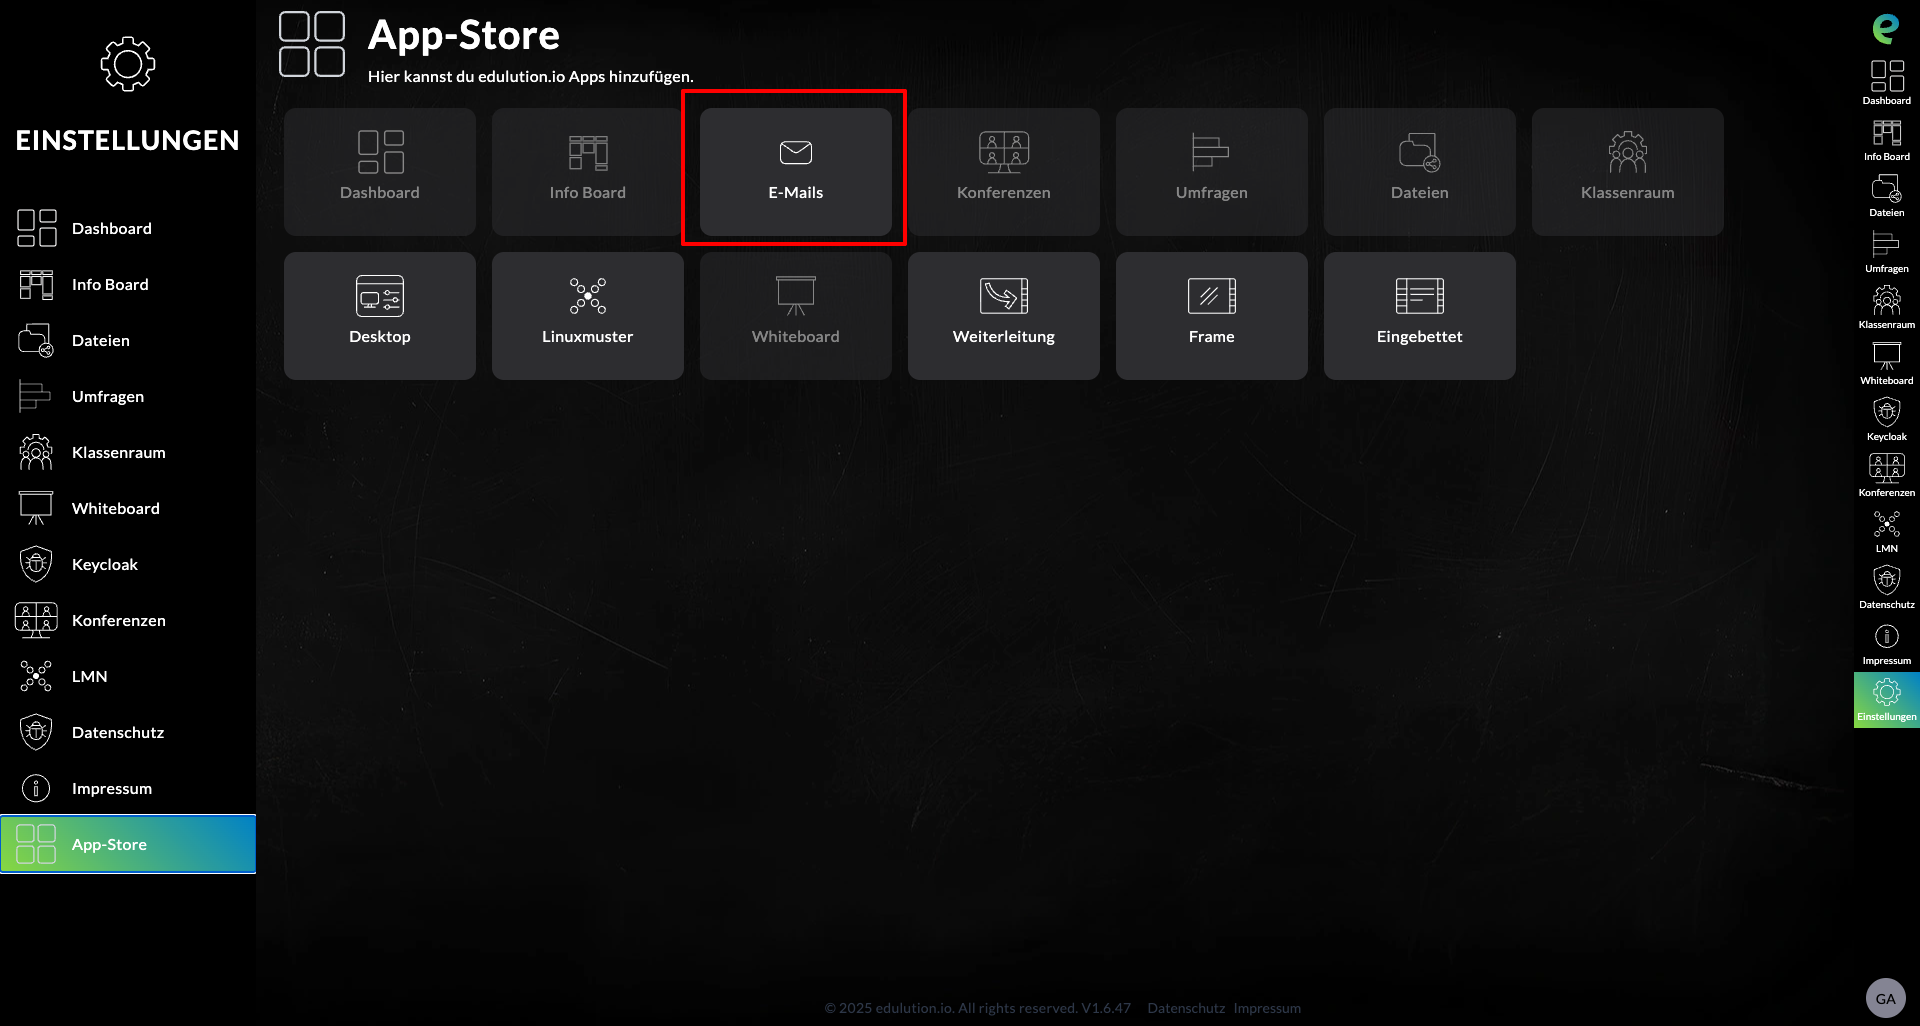 EINSTELLUNGEN
Dashboard
Info Board
Dateien
Umfragen
Klassenraum
Whiteboard
Keycloak
Konferenzen
LMN
Datenschutz
Impressum
App-Store
App-Store
Hier kannst du edulution.io Apps hinzufügen.
Dashboard
Info Board
E-Mails
Konferenzen
Umfragen
Dateien
Klassenraum
Desktop
Linuxmuster
Whiteboard
Weiterleitung
Frame
Eingebettet
© 2025 edulution.io. All rights reserved. V1.6.47 Datenschutz Impressum
Dashboard
Info Board
Dateien
Umfragen
Klassenraum
Whiteboard
Keycloak
Konferenzen
LMN
Datenschutz
Impressum
Einstellungen
GA